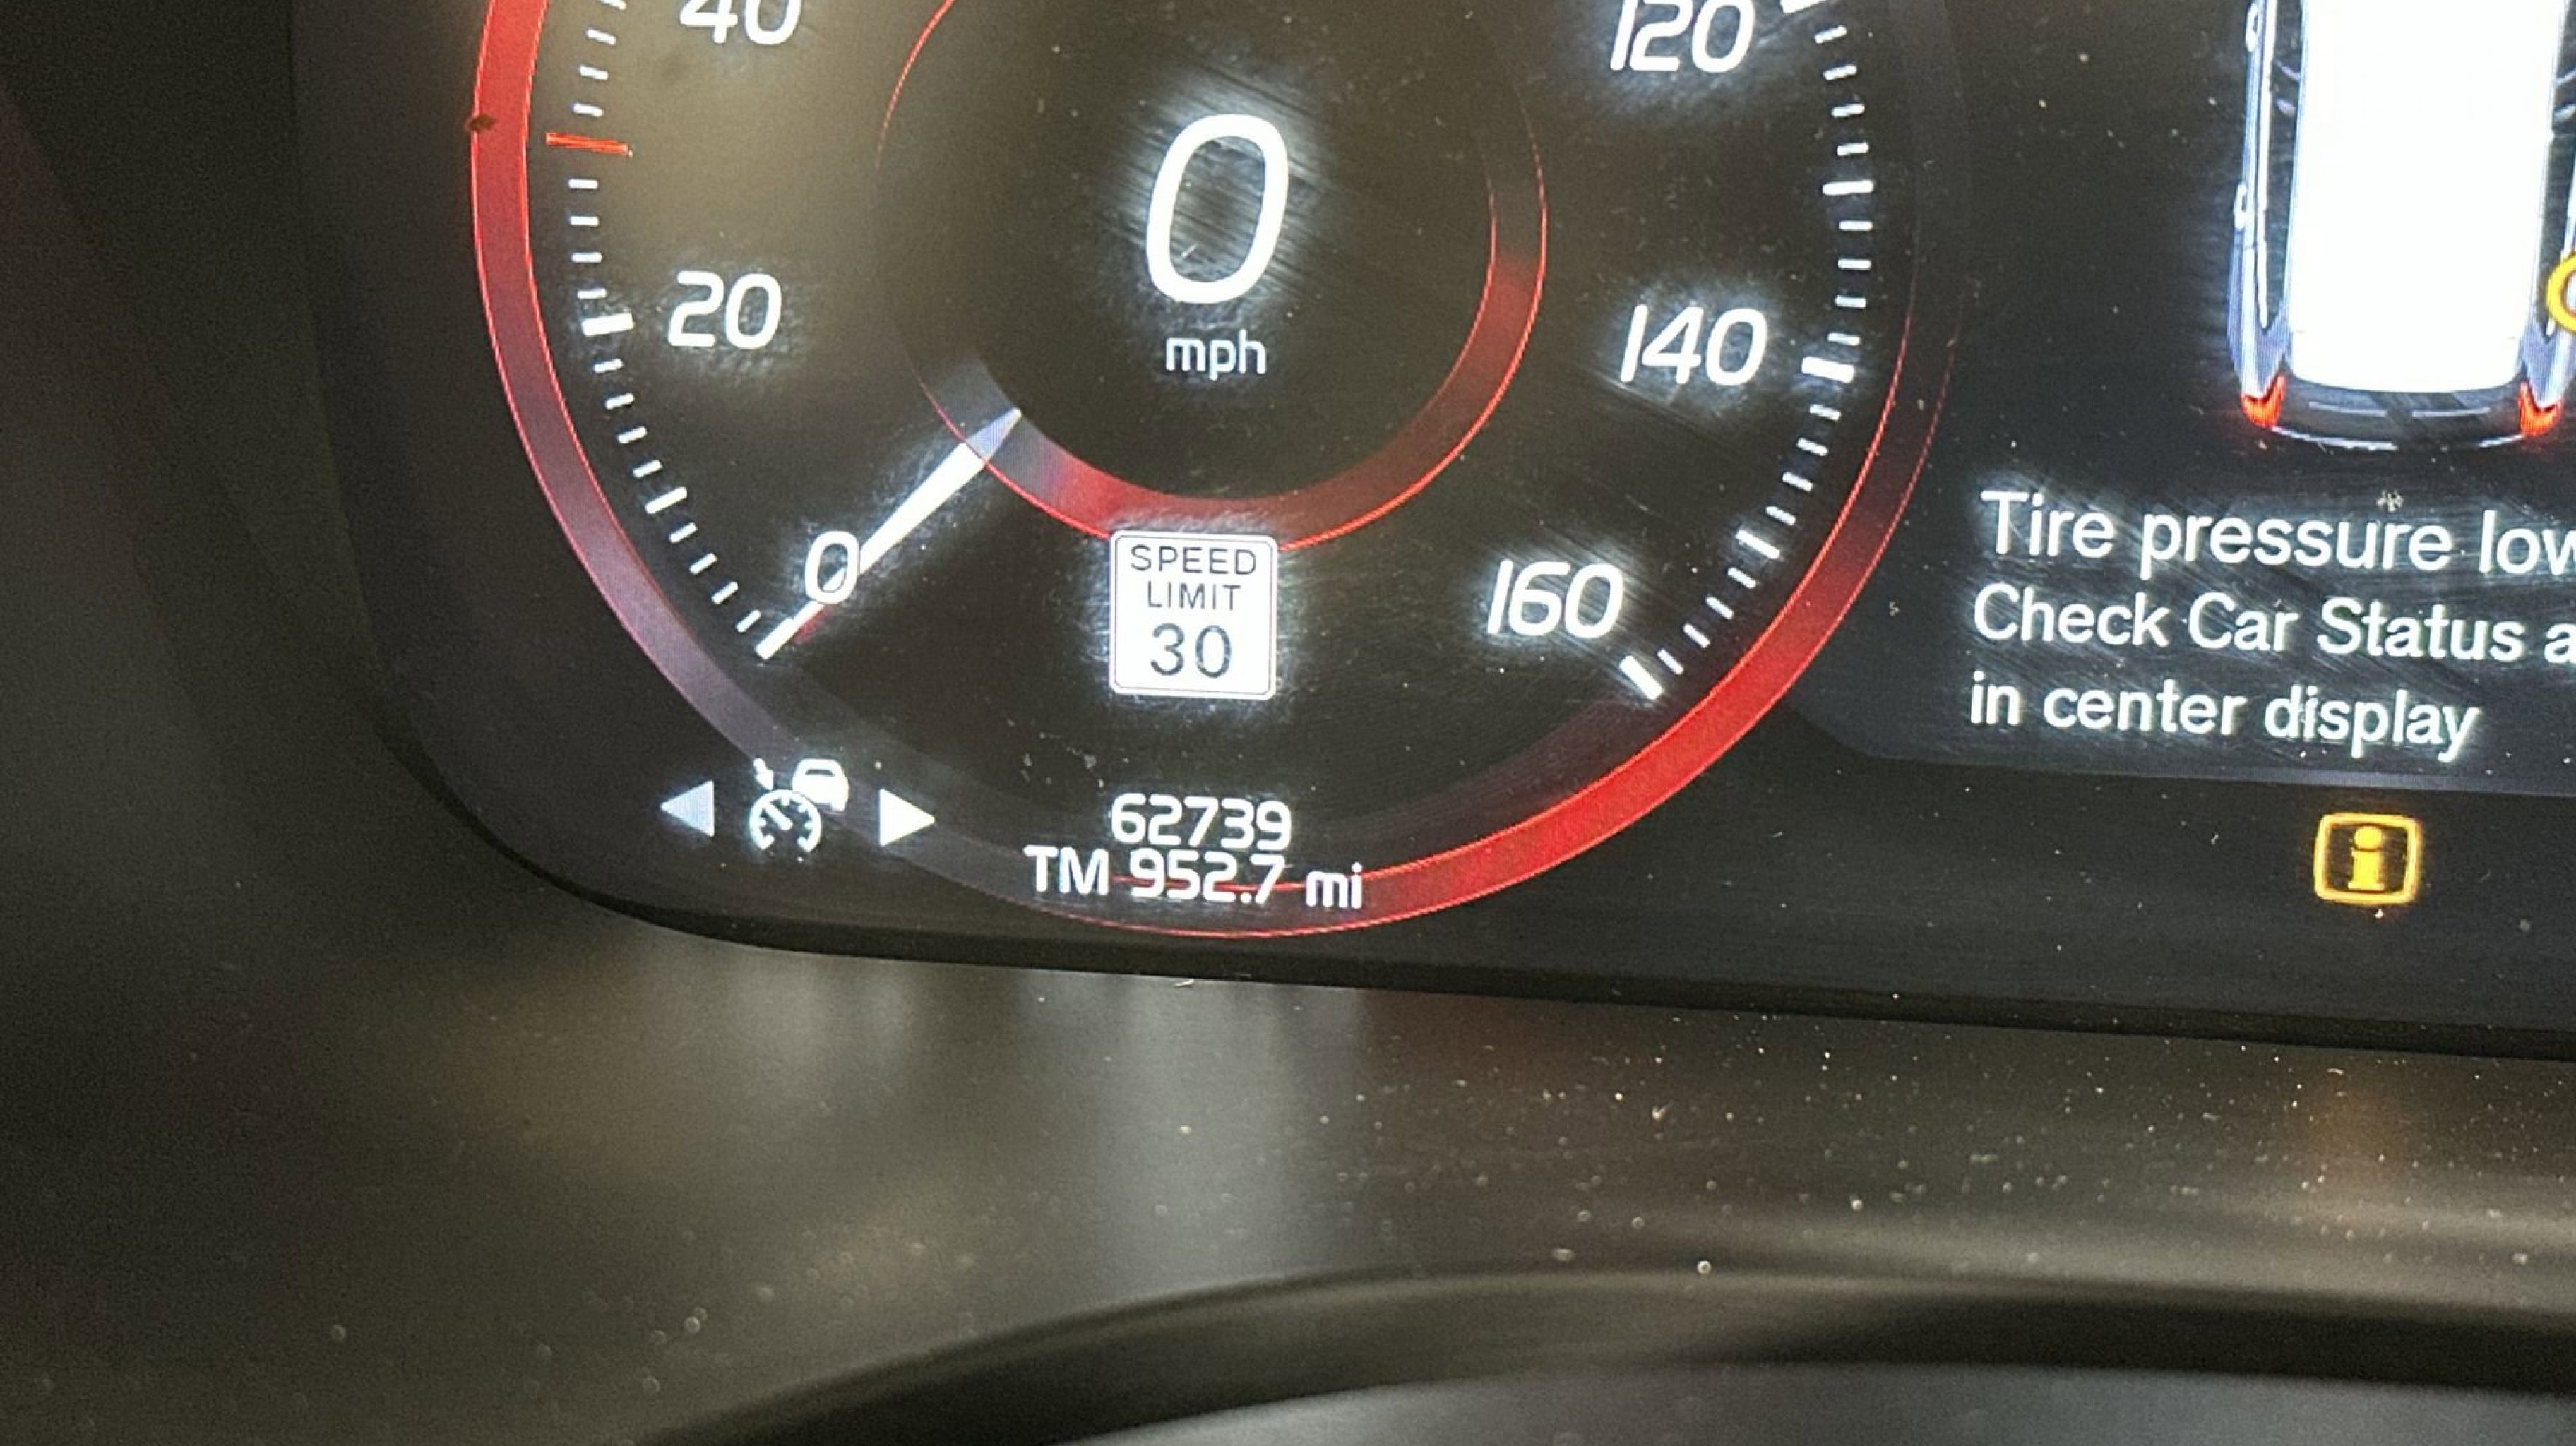 40
120
0
mph
20
140
0
160
SPEED
LIMIT
30
62739
TM 952.7 mi
Tire pressure low
Check Car Status a
in center display
i